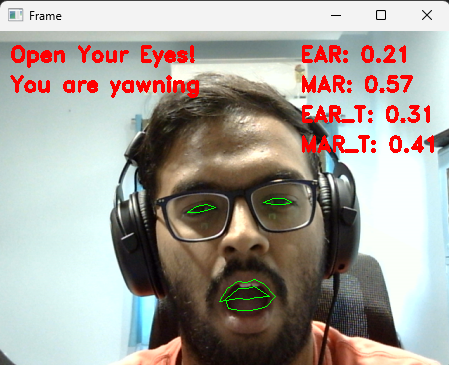 Frame
Open Your Eyes!
You are yawning
EAR: 0.21
MAR: 0.57
EAR_T: 0.31
MAR_T: 0.41